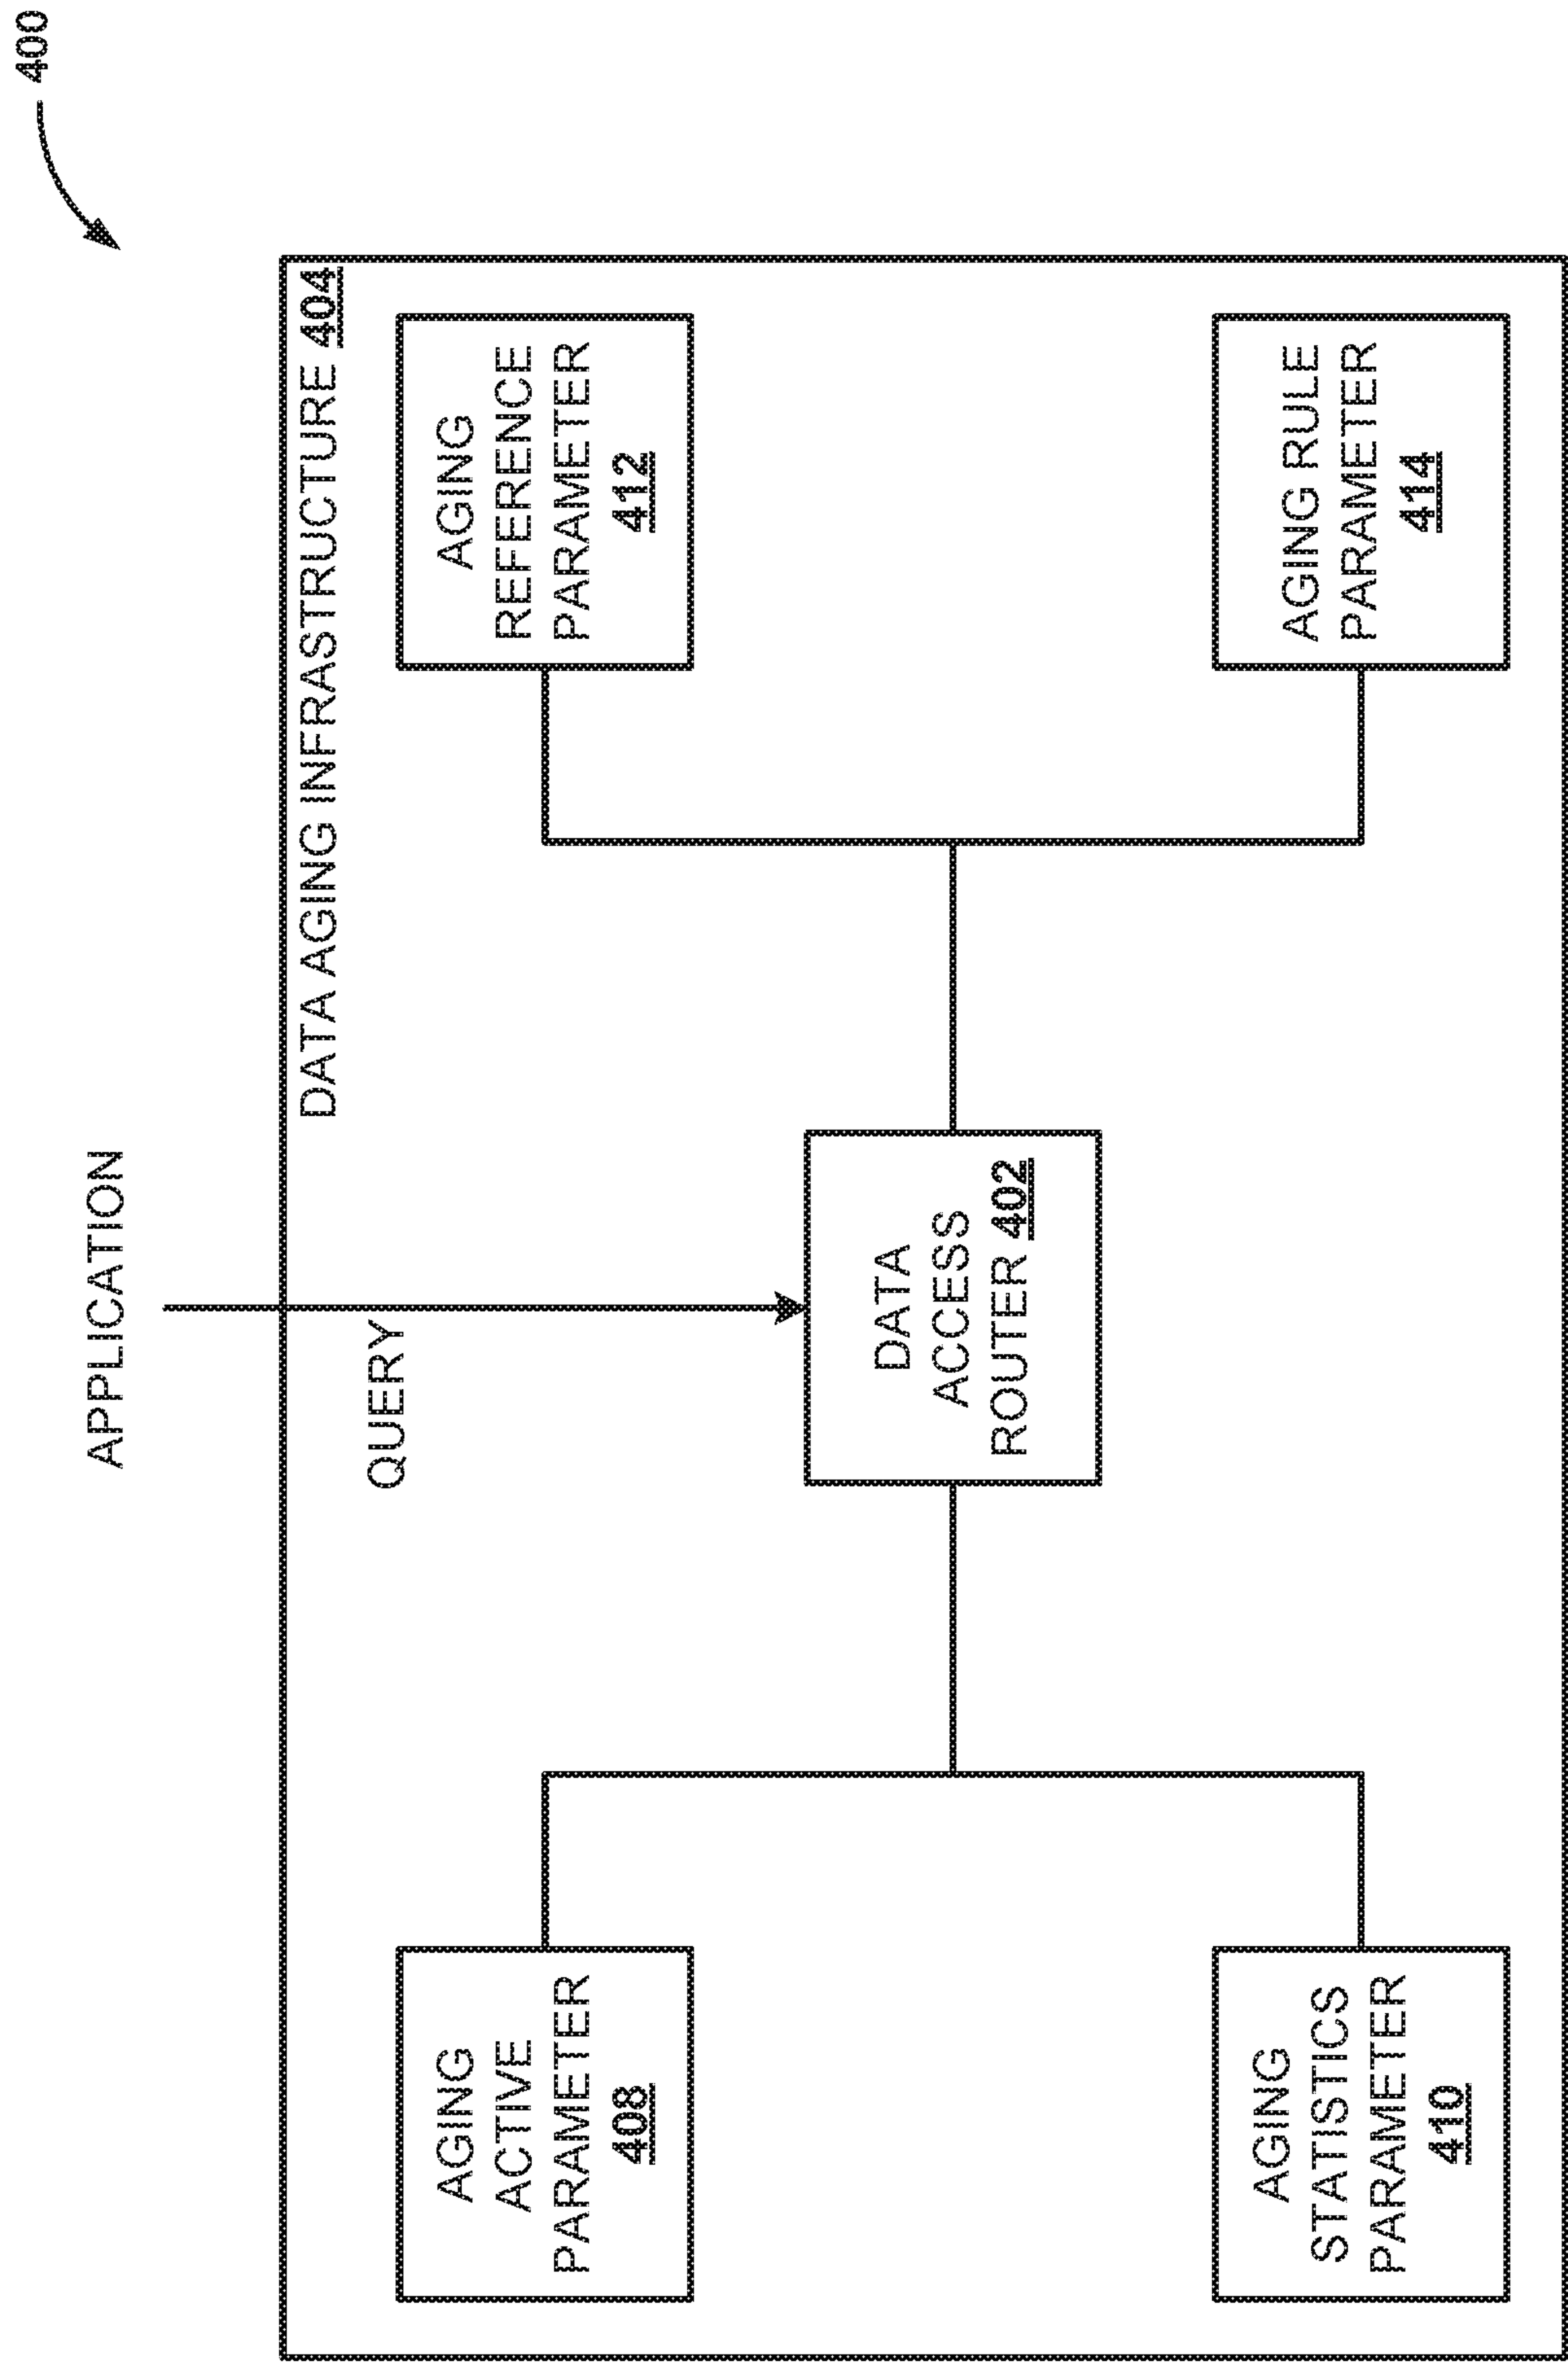 400
APPLICATION
DATA AGING INFRASTRUCTURE 404
QUERY
AGING
ACTIVE
PARAMETER
408
AGING
REFERENCE
PARAMETER
412
DATA
ACCESS
ROUTER 402
AGING
STATISTICS
PARAMETER
410
AGING RULE
PARAMETER
414